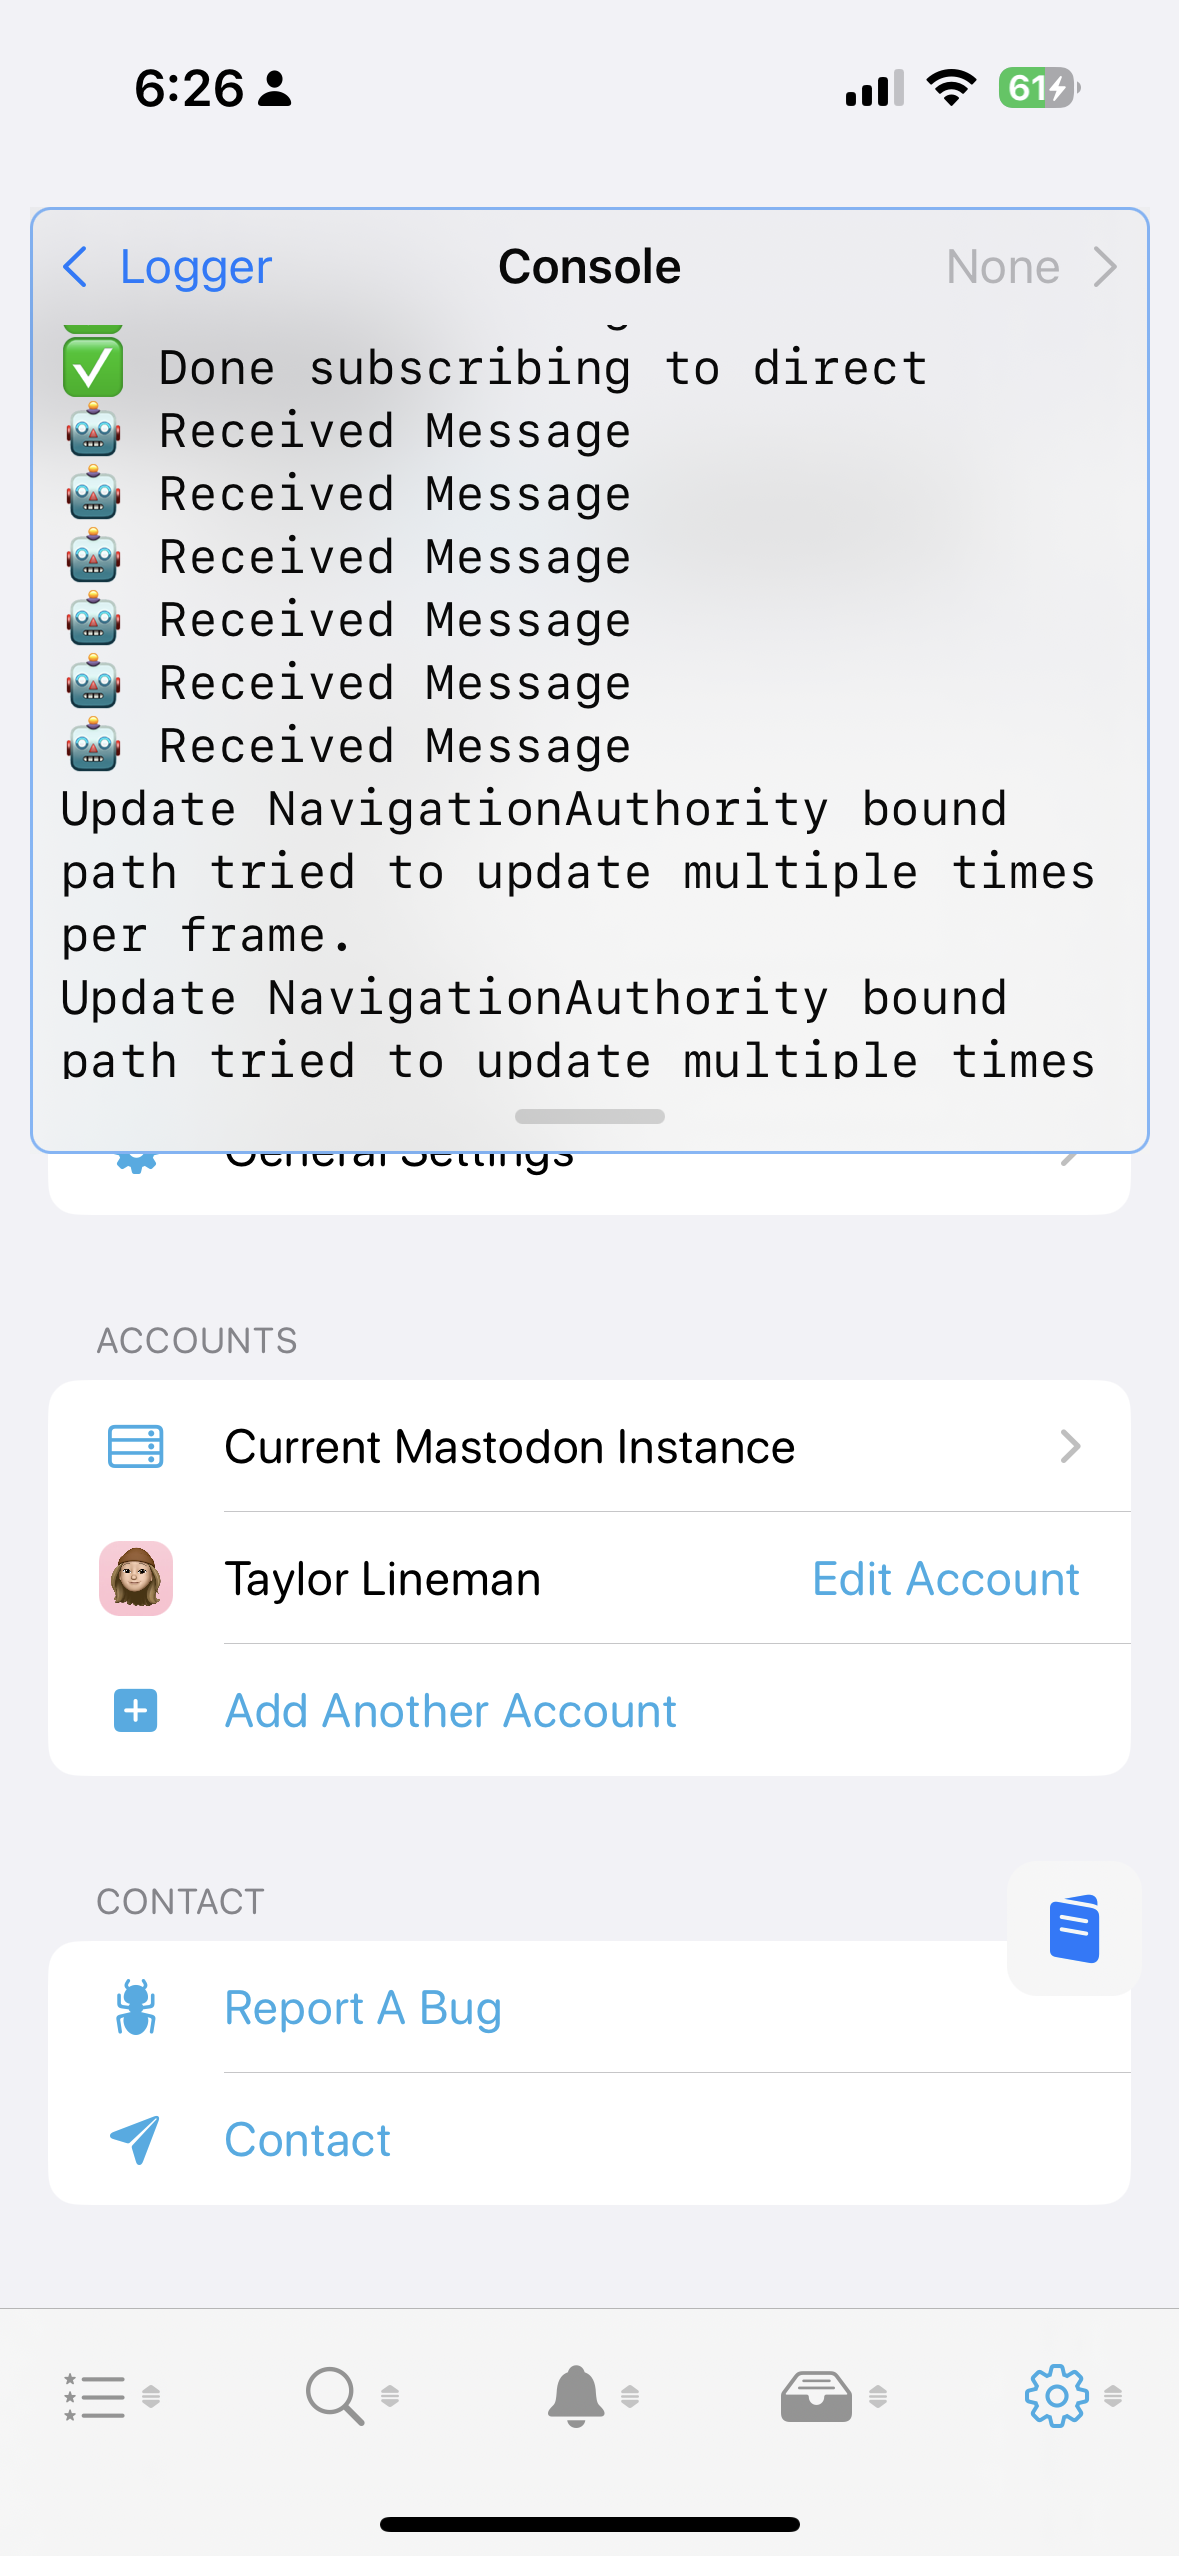 6:26
61
Logger
Console
None
Done subscribing to direct
Received Message
Received Message
Received Message
Received Message
Received Message
Received Message
Update NavigationAuthority bound
path tried to update multiple times
per frame.
Update NavigationAuthority bound
path tried to update multiple times
General Settings
ACCOUNTS
Current Mastodon Instance
Taylor Lineman
Edit Account
Add Another Account
CONTACT
Report A Bug
Contact